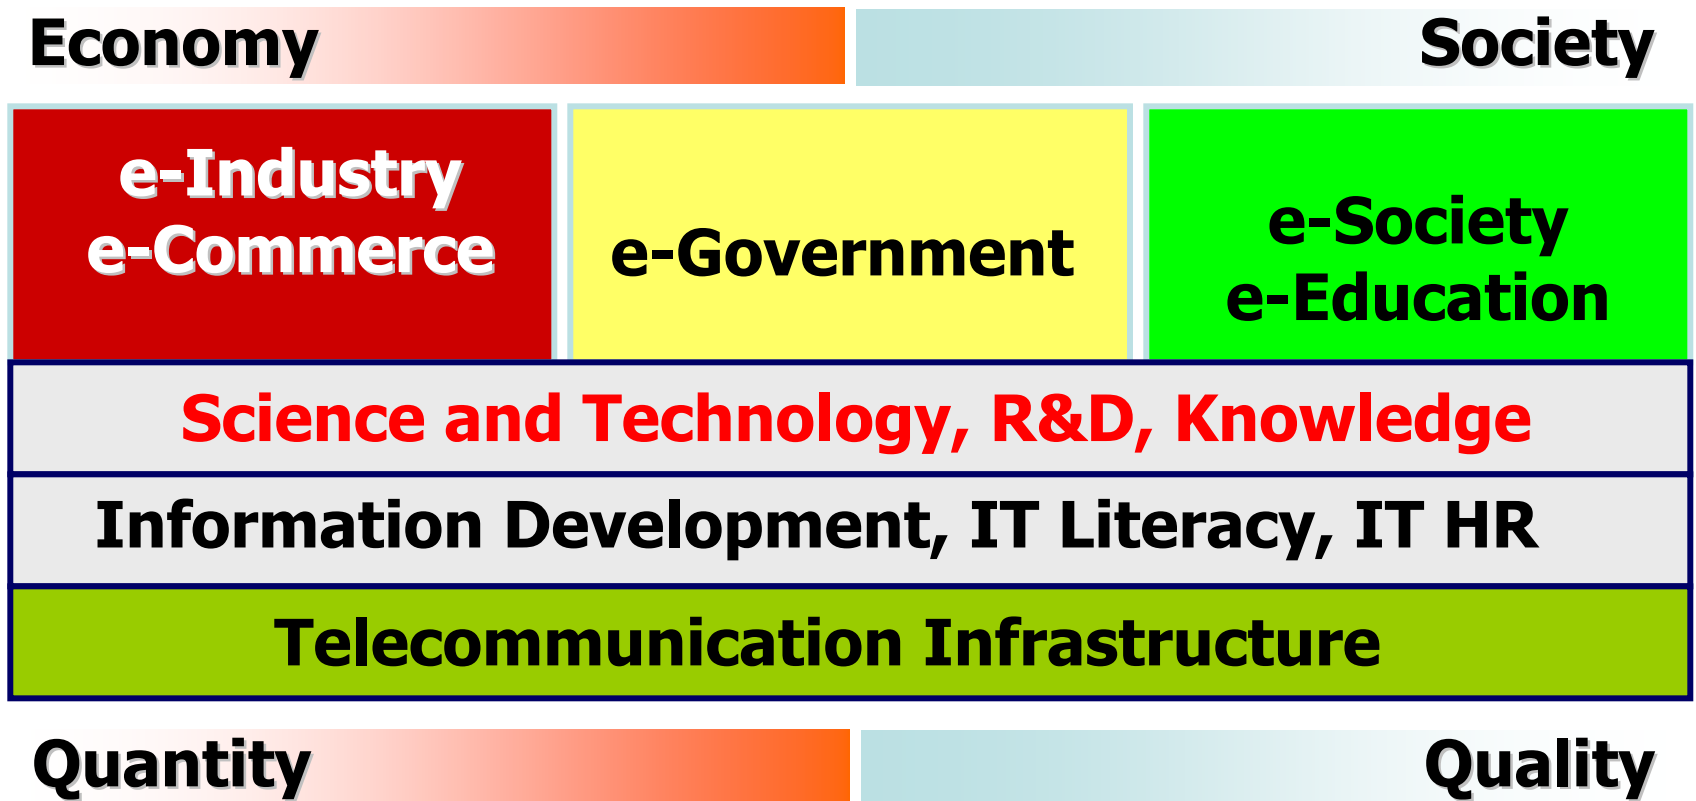 Economy
Society
e-Industry
e-Commerce
e-Government
e-Society
e-Education
Science and Technology, R&D, Knowledge
Information Development, IT Literacy, IT HR
Telecommunication Infrastructure
Quantity
Quality